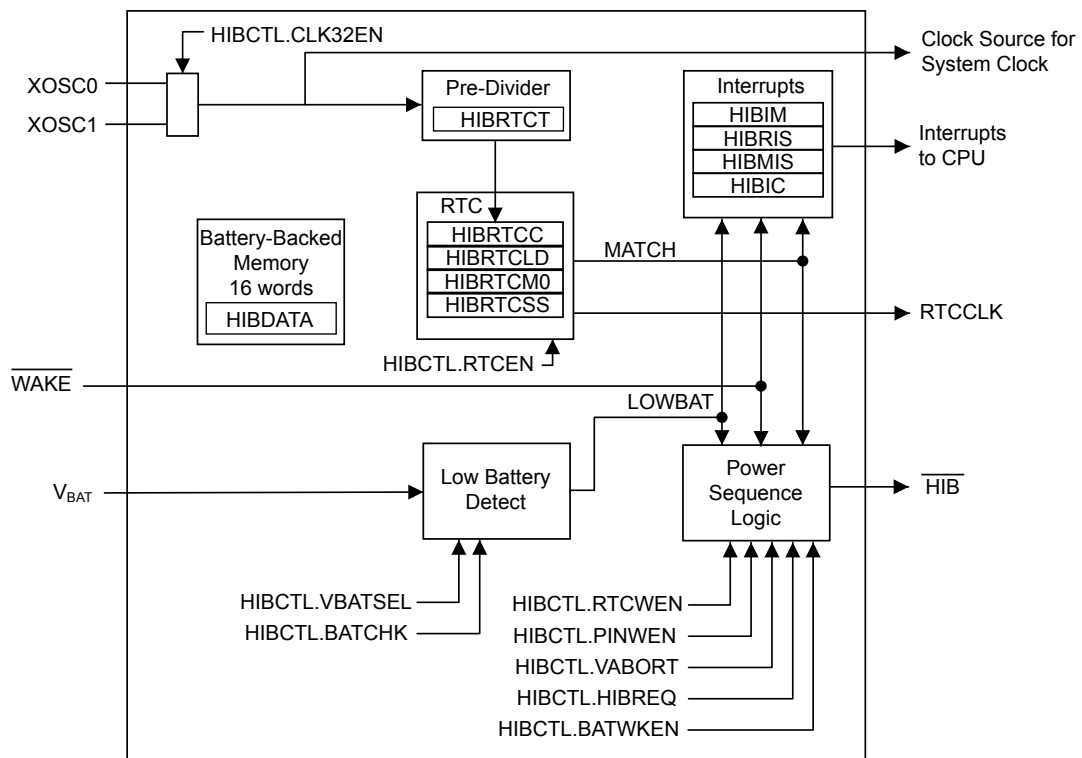 HIBCTL.CLK32EN
Clock Source for
System Clock
XOSC0
XOSC1
Pre-Divider
HIBRTCT
Interrupts
HIBIM
HIBRIS
HIBMIS
HIBIC
Interrupts
to CPU
RTC
HIBRTCC
HIBRTCLD
HIBRTCM0
HIBRTCSS
MATCH
Battery-Backed
Memory
16 words
HIBDATA
RTCCLK
HIBCTL.RTCEN
WAKE
LOWBAT
Low Battery
Detect
Power
Sequence
Logic
VBAT
HIB
HIBCTL.VBATSEL
HIBCTL.BATCHK
HIBCTL.RTCWEN
HIBCTL.PINWEN
HIBCTL.VABORT
HIBCTL.HIBREQ
HIBCTL.BATWKEN